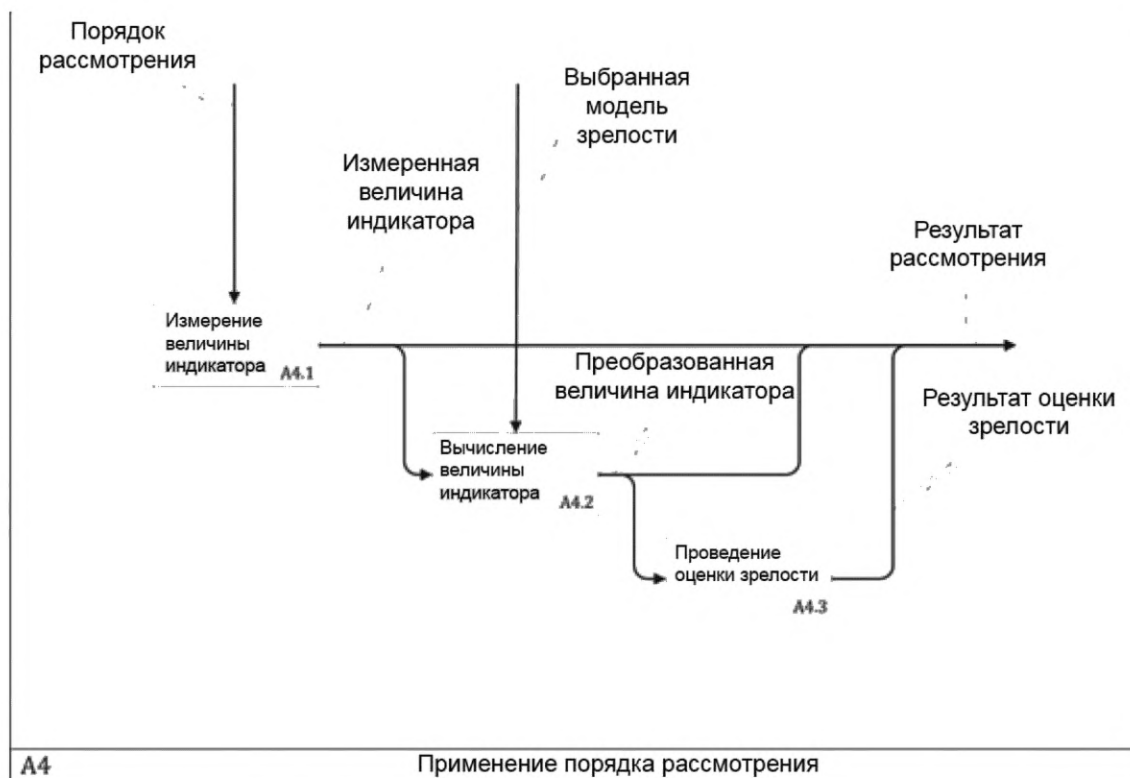 Порядок
рассмотрения
Выбранная
модель
зрелости
Измеренная
величина
индикатора
Результат
рассмотрения
Измерение
величины
индикатора
A4.1
Преобразованная
величина индикатора
Результат оценки
зрелости
Вычисление
величины
индикатора
A4.2
Проведение
оценки зрелости
A4.3
A4
Применение порядка рассмотрения